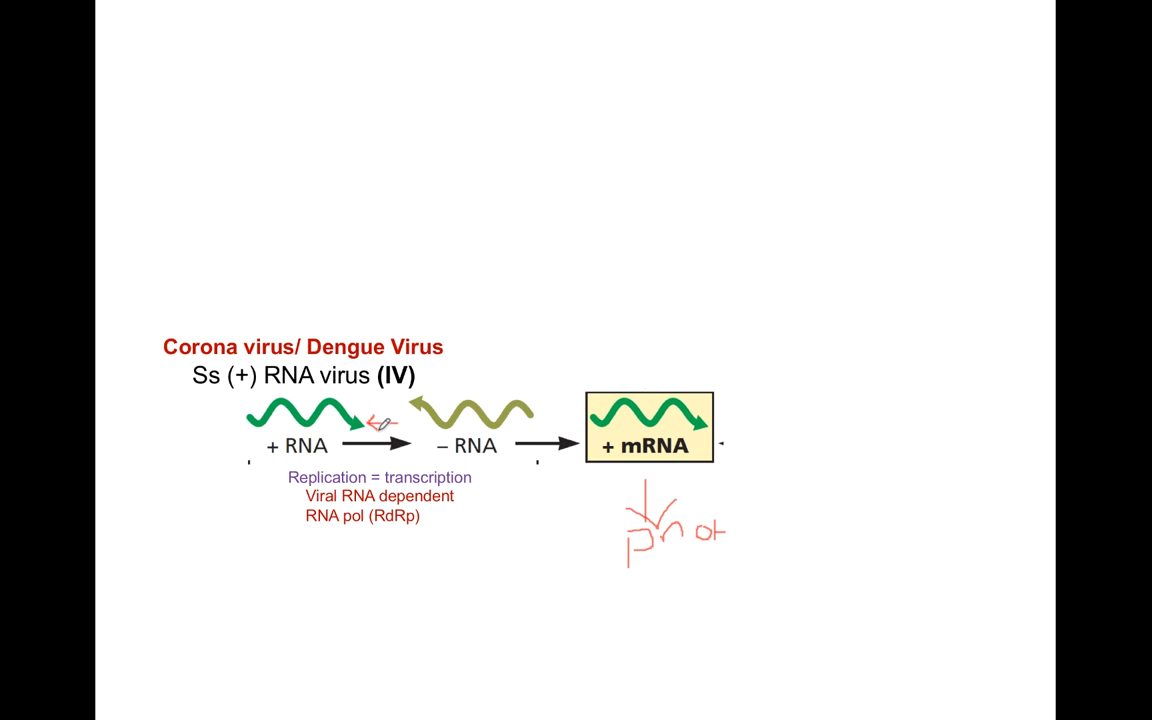 Corona virus/ Dengue Virus
Ss (+) RNA virus (IV)
+ RNA − RNA + mRNA
Replication = transcription
Viral RNA dependent
RNA pol (RdRp)
prot